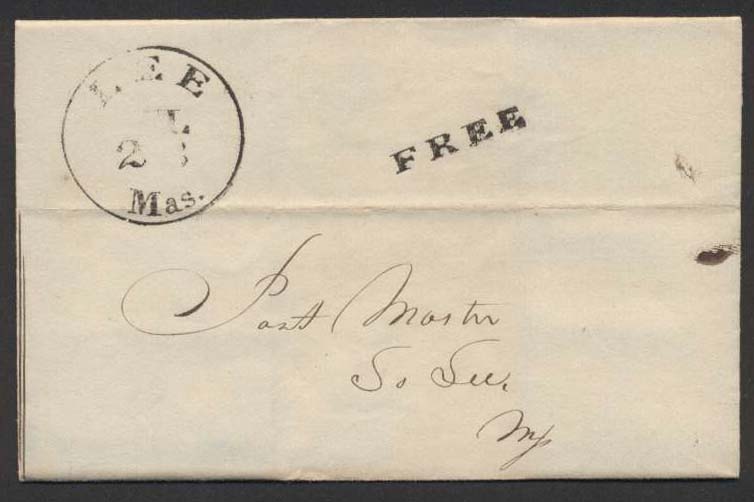 LEE
2
Mas.
FREE
Post Master
So Lee,
Ms